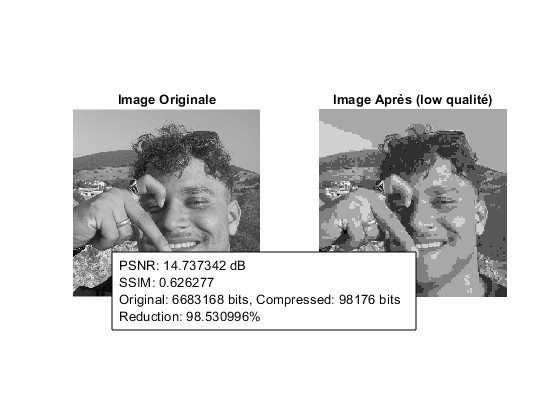 Image Originale
Image Après (low qualité)
PSNR: 14.737342 dB
SSIM: 0.626277
Original: 6683168 bits, Compressed: 98176 bits
Reduction: 98.530996%